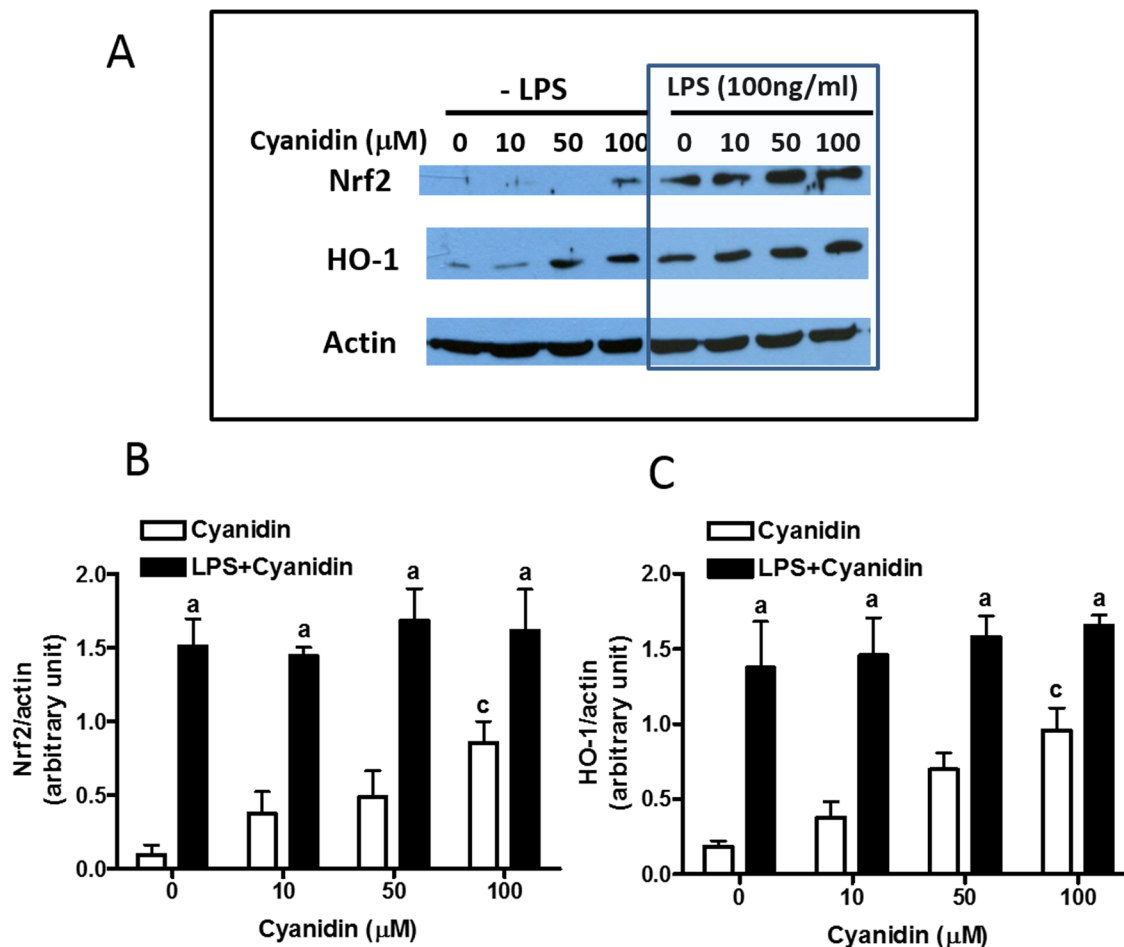 A
- LPS
LPS (100ng/ml)
Cyanidin (μM) 0 10 50 100 0 10 50 100
Nrf2
HO-1
Actin
B
Cyanidin
LPS+Cyanidin
2.0
1.5
1.0
0.5
0.0
Nrf2/actin
(arbitrary unit)
a
a
a
c
a
0 10 50 100
Cyanidin (μM)
C
Cyanidin
LPS+Cyanidin
2.0
1.5
1.0
0.5
0.0
HO-1/actin
(arbitrary unit)
a
a
a
c
a
0 10 50 100
Cyanidin (μM)